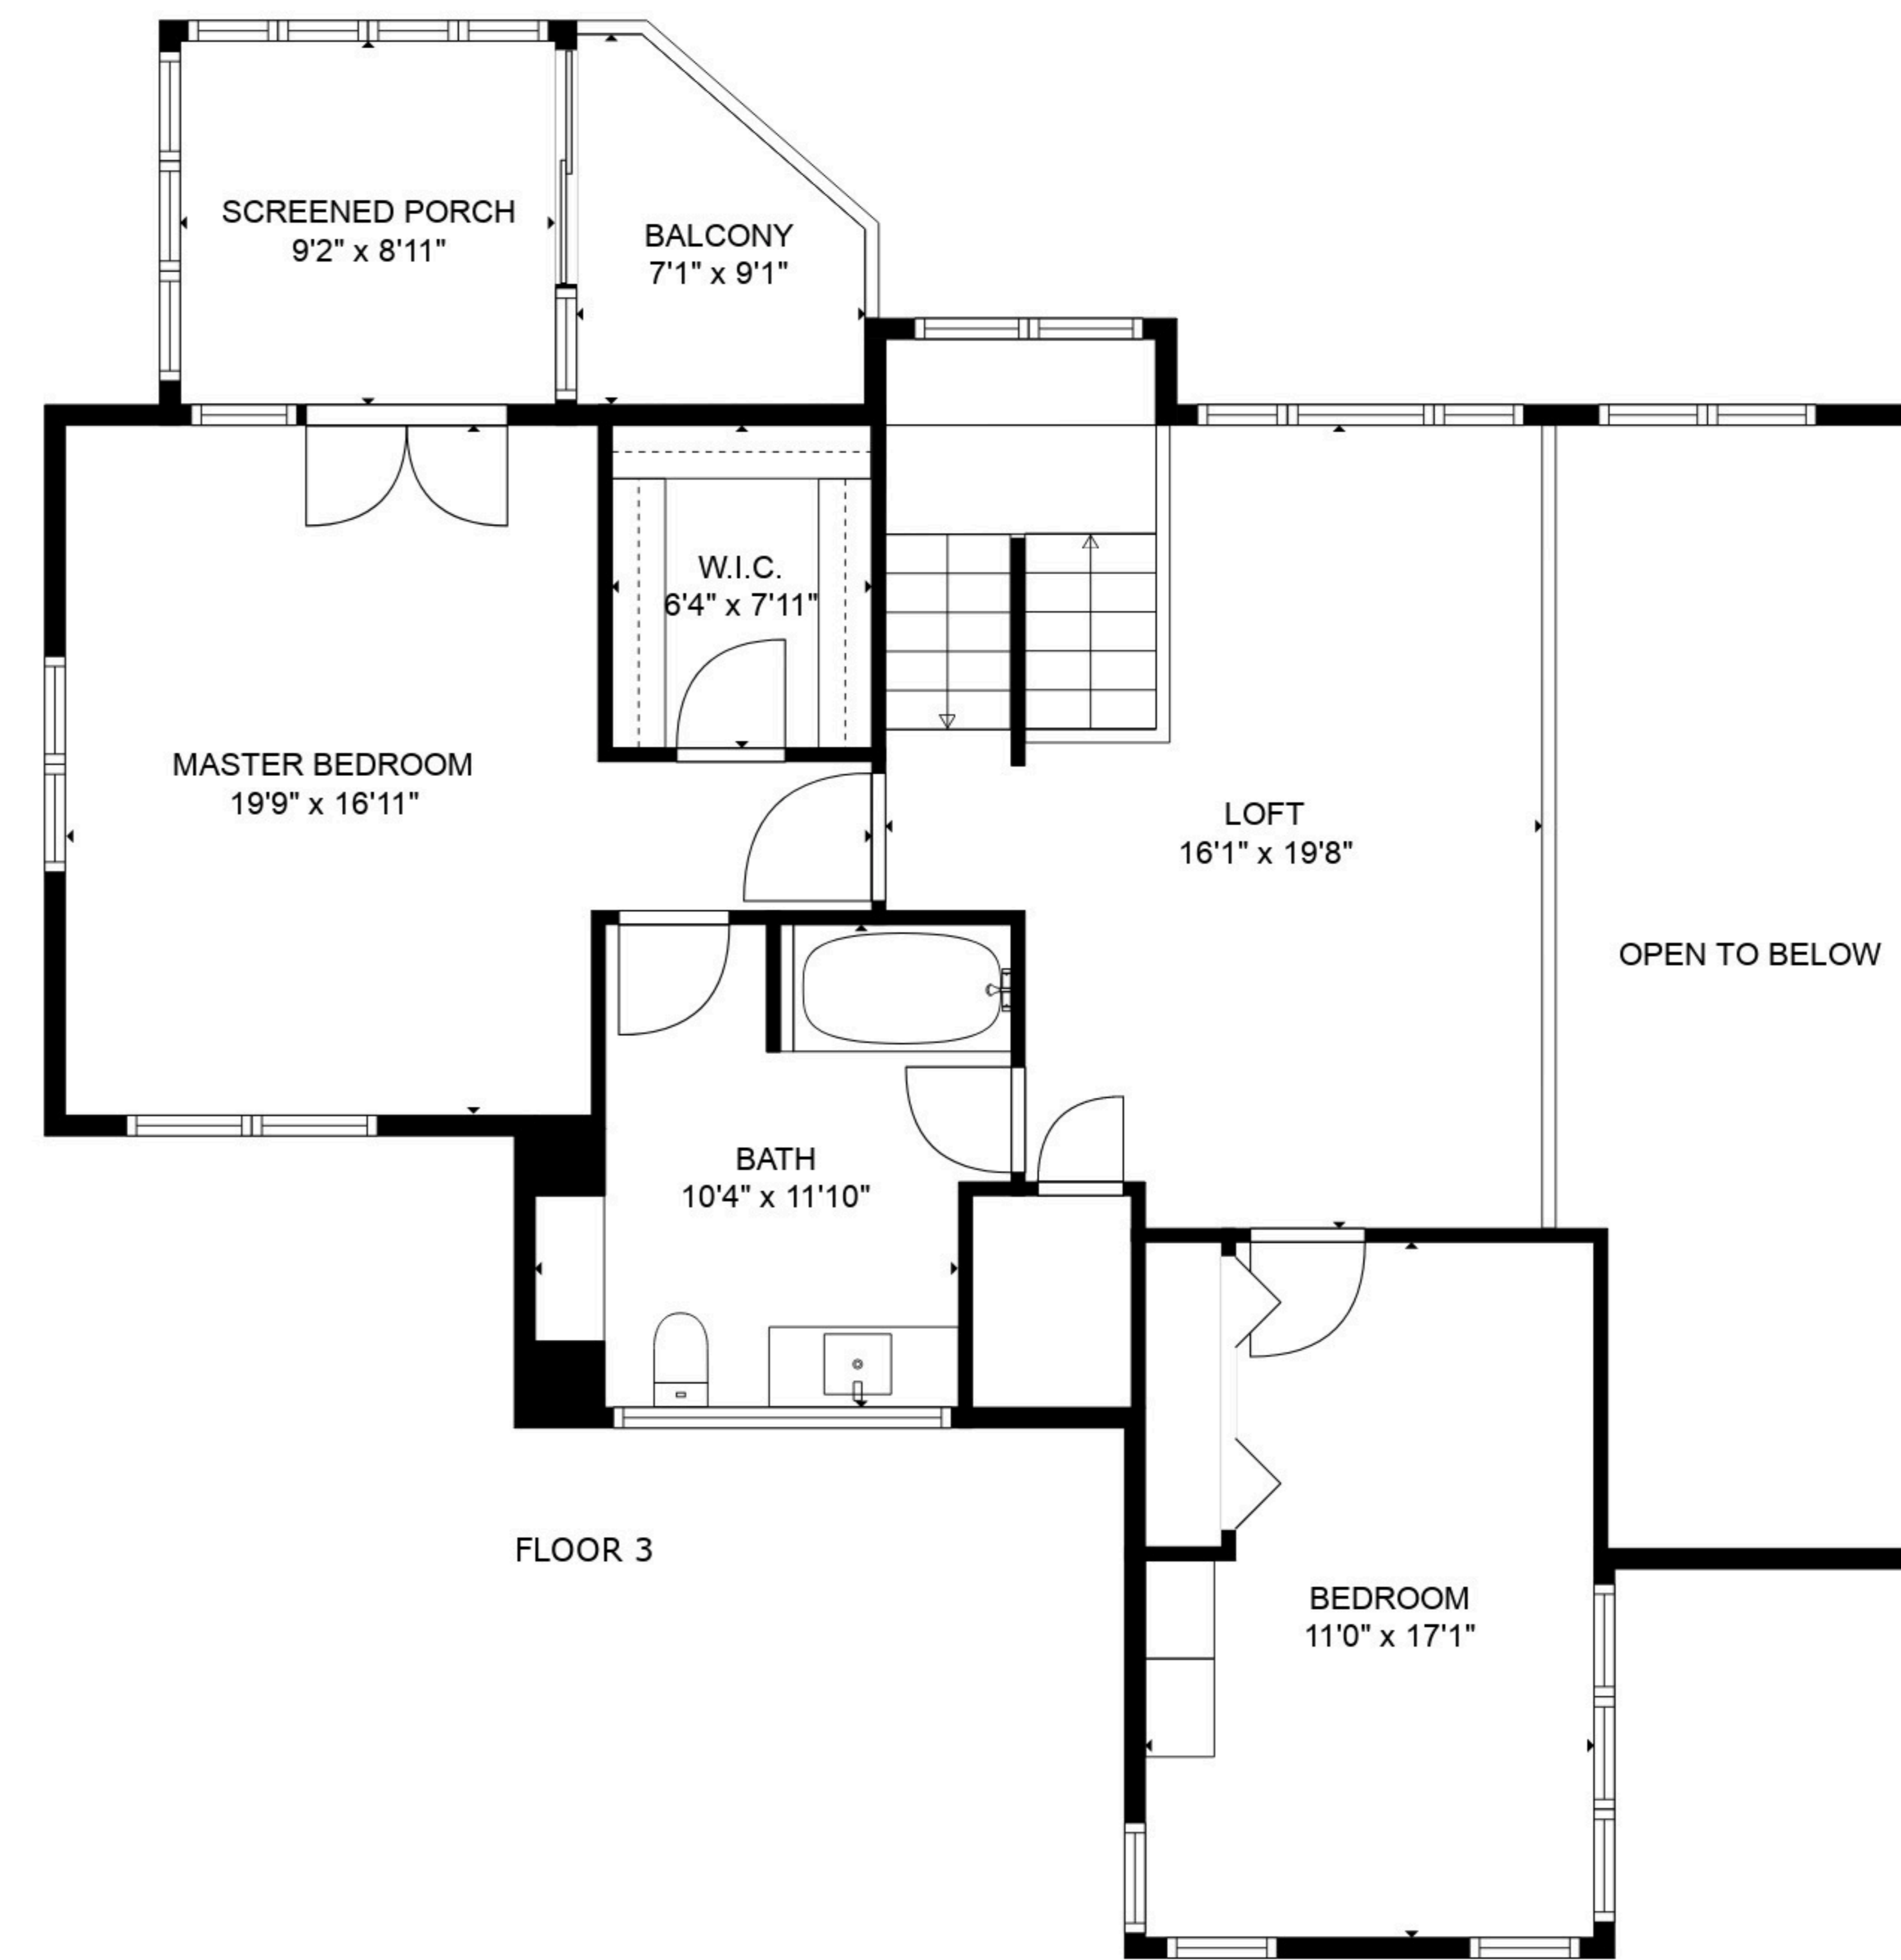 SCREENED PORCH
9'2" x 8'11"
BALCONY
7'1" x 9'1"
W.I.C.
6'4" x 7'11"
MASTER BEDROOM
19'9" x 16'11"
LOFT
16'1" x 19'8"
OPEN TO BELOW
BATH
10'4" x 11'10"
FLOOR 3
BEDROOM
11'0" x 17'1"